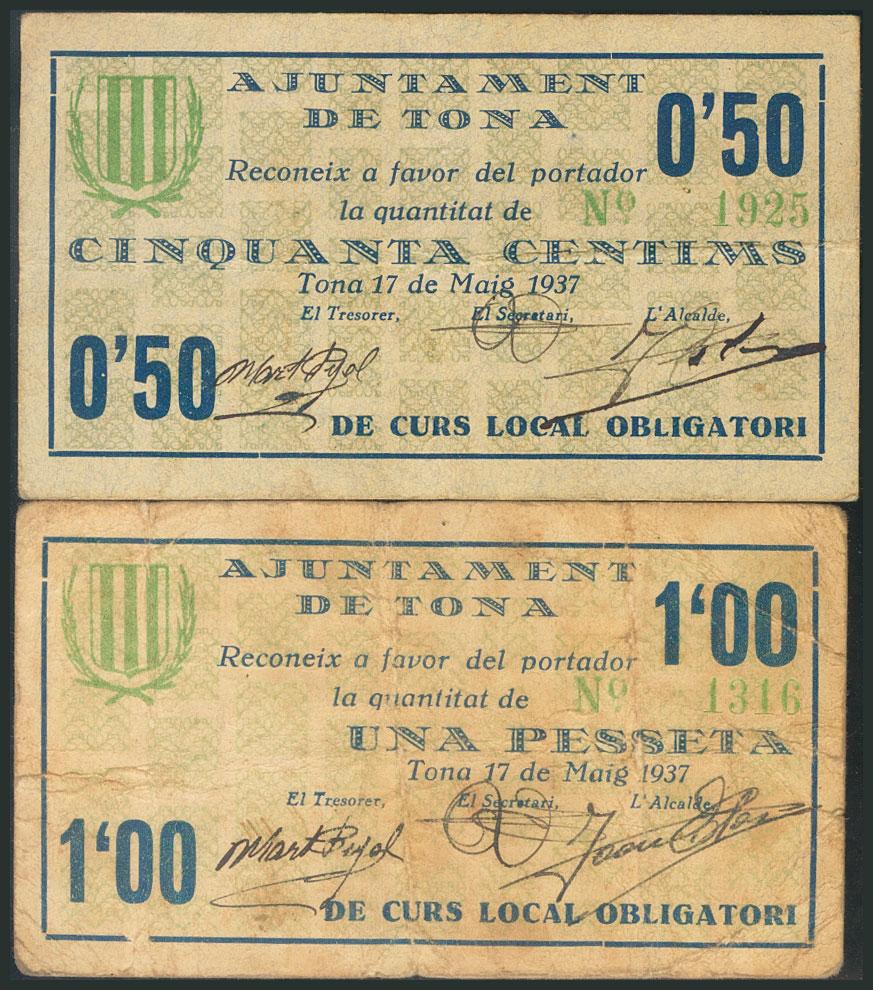 AJUNTAMENT
DE TONA
0'50
Reconeix a favor del portador
la quantitat de
Nº 1925
CINQUANTA CENTIMS
Tona 17 de Maig 1937
El Tresorer, El Secretari, L'Alcalde,
0'50
DE CURS LOCAL OBLIGATORI
AJUNTAMENT
DE TONA
1'00
Reconeix a favor del portador
la quantitat de
Nº 1316
UNA PESSETA
Tona 17 de Maig 1937
El Tresorer, El Secretari, L'Alcalde,
1'00
DE CURS LOCAL OBLIGATORI